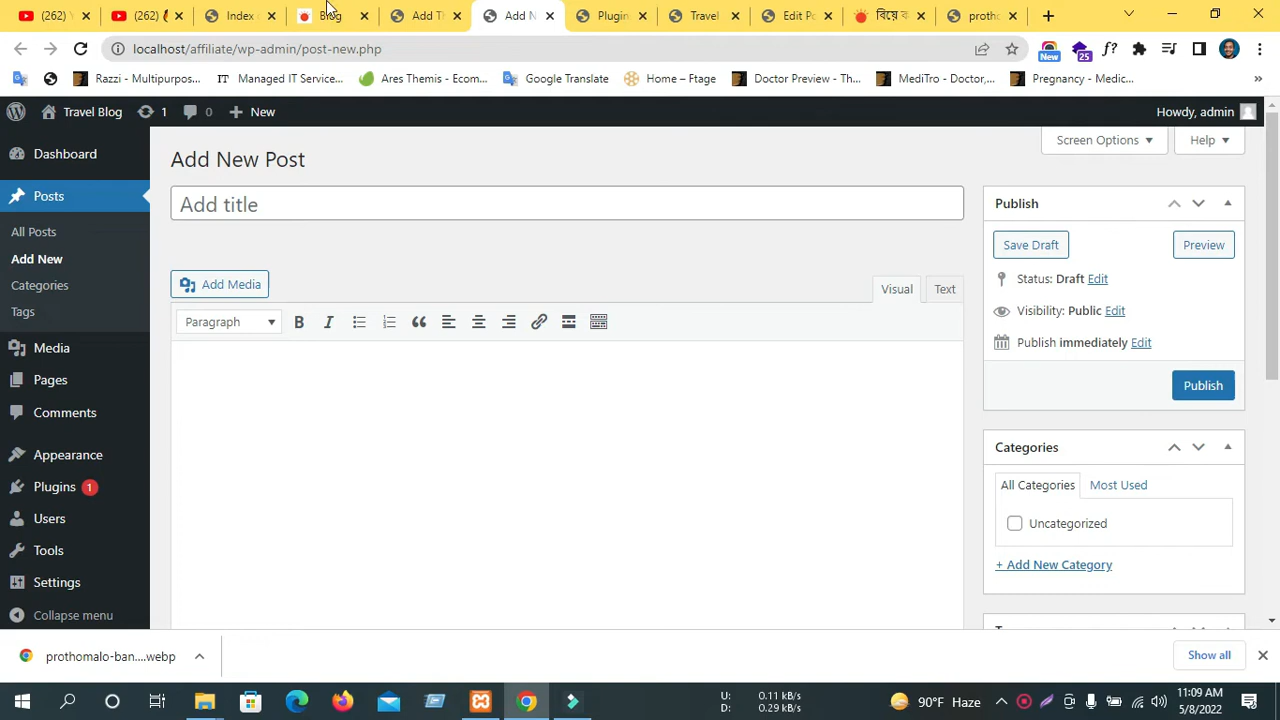 (262) Y
(262)
Index
Blog
Add T
Add N
Plugin
Travel
Edit Po
বিয়ে ব
protho
localhost/affiliate/wp-admin/post-new.php
New
25
f?
Razzi - Multipurpos...
IT Managed IT Service...
Ares Themis - Ecom...
Google Translate
Home – Ftage
Doctor Preview - Th...
MediTro - Doctor,...
Pregnancy - Medic...
»
Travel Blog
1
0
New
Howdy, admin
Screen Options
Help
Dashboard
Posts
All Posts
Add New
Categories
Tags
Media
Pages
Comments
Appearance
Plugins 1
Users
Tools
Settings
Collapse menu
Add New Post
Add title
Add Media
Visual
Text
Paragraph
B
I
Publish
Save Draft
Preview
Status: Draft Edit
Visibility: Public Edit
Publish immediately Edit
Publish
Categories
All Categories
Most Used
Uncategorized
+ Add New Category
prothomalo-ban....webp
Show all
U: 0.11 kB/s
D: 0.29 kB/s
90°F Haze
11:09 AM
5/8/2022